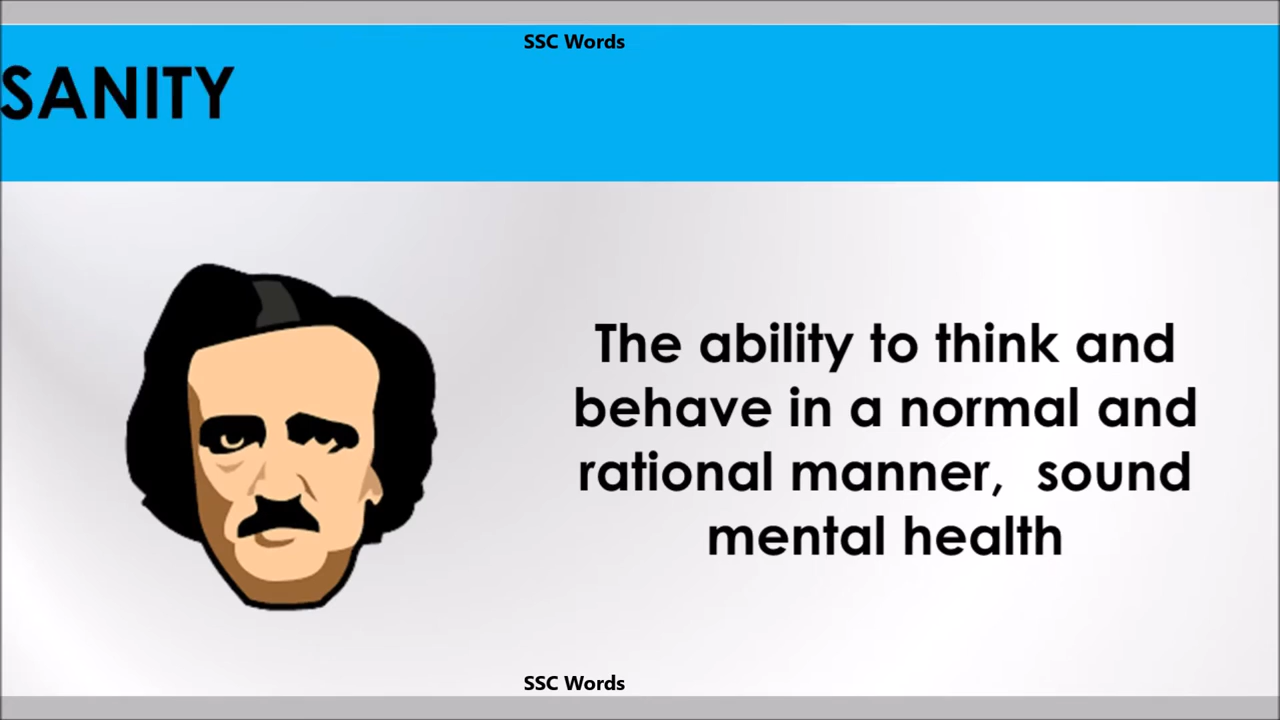 SSC Words
SANITY
The ability to think and
behave in a normal and
rational manner,  sound
mental health
SSC Words